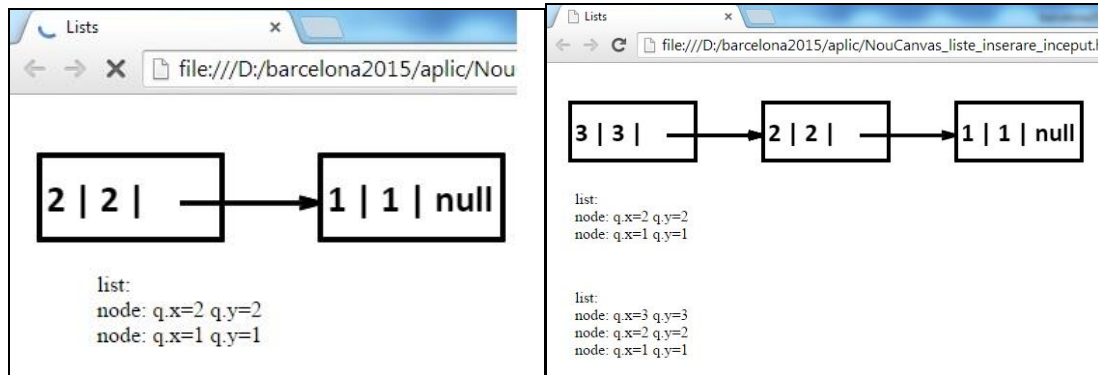 Lists
file:///D:/barcelona2015/aplic/Nou
2 | 2 |
1 | 1 | null
list:
node: q.x=2 q.y=2
node: q.x=1 q.y=1
Lists
file:///D:/barcelona2015/aplic/NouCanvas_liste_inserare_inceput.h
3 | 3 |
2 | 2 |
1 | 1 | null
list:
node: q.x=2 q.y=2
node: q.x=1 q.y=1
list:
node: q.x=3 q.y=3
node: q.x=2 q.y=2
node: q.x=1 q.y=1